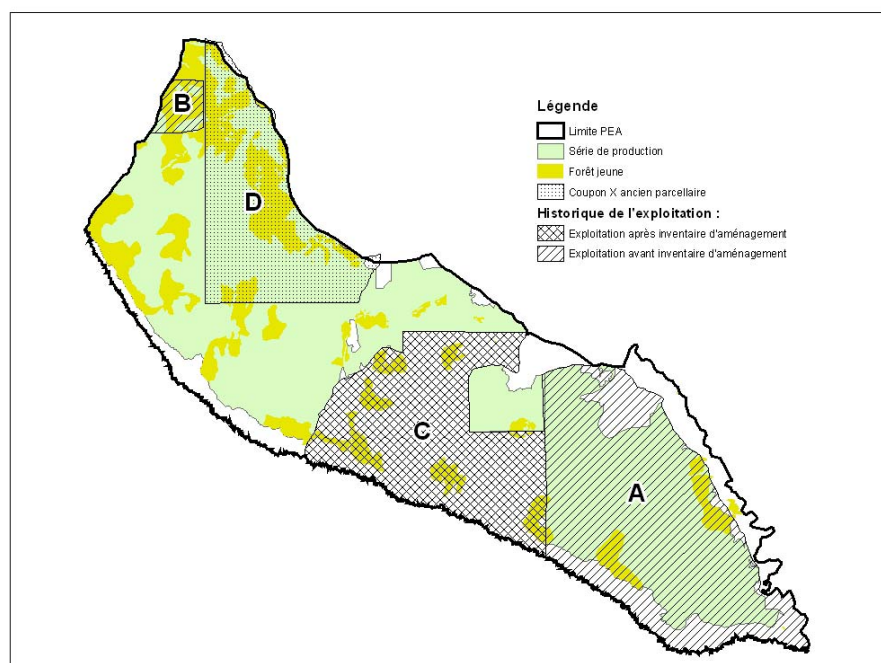 B
D
C
A
Légende
Limite PEA
Série de production
Forêt jeune
Coupon X ancien parcellaire
Historique de l'exploitation :
Exploitation après inventaire d'aménagement
Exploitation avant inventaire d'aménagement